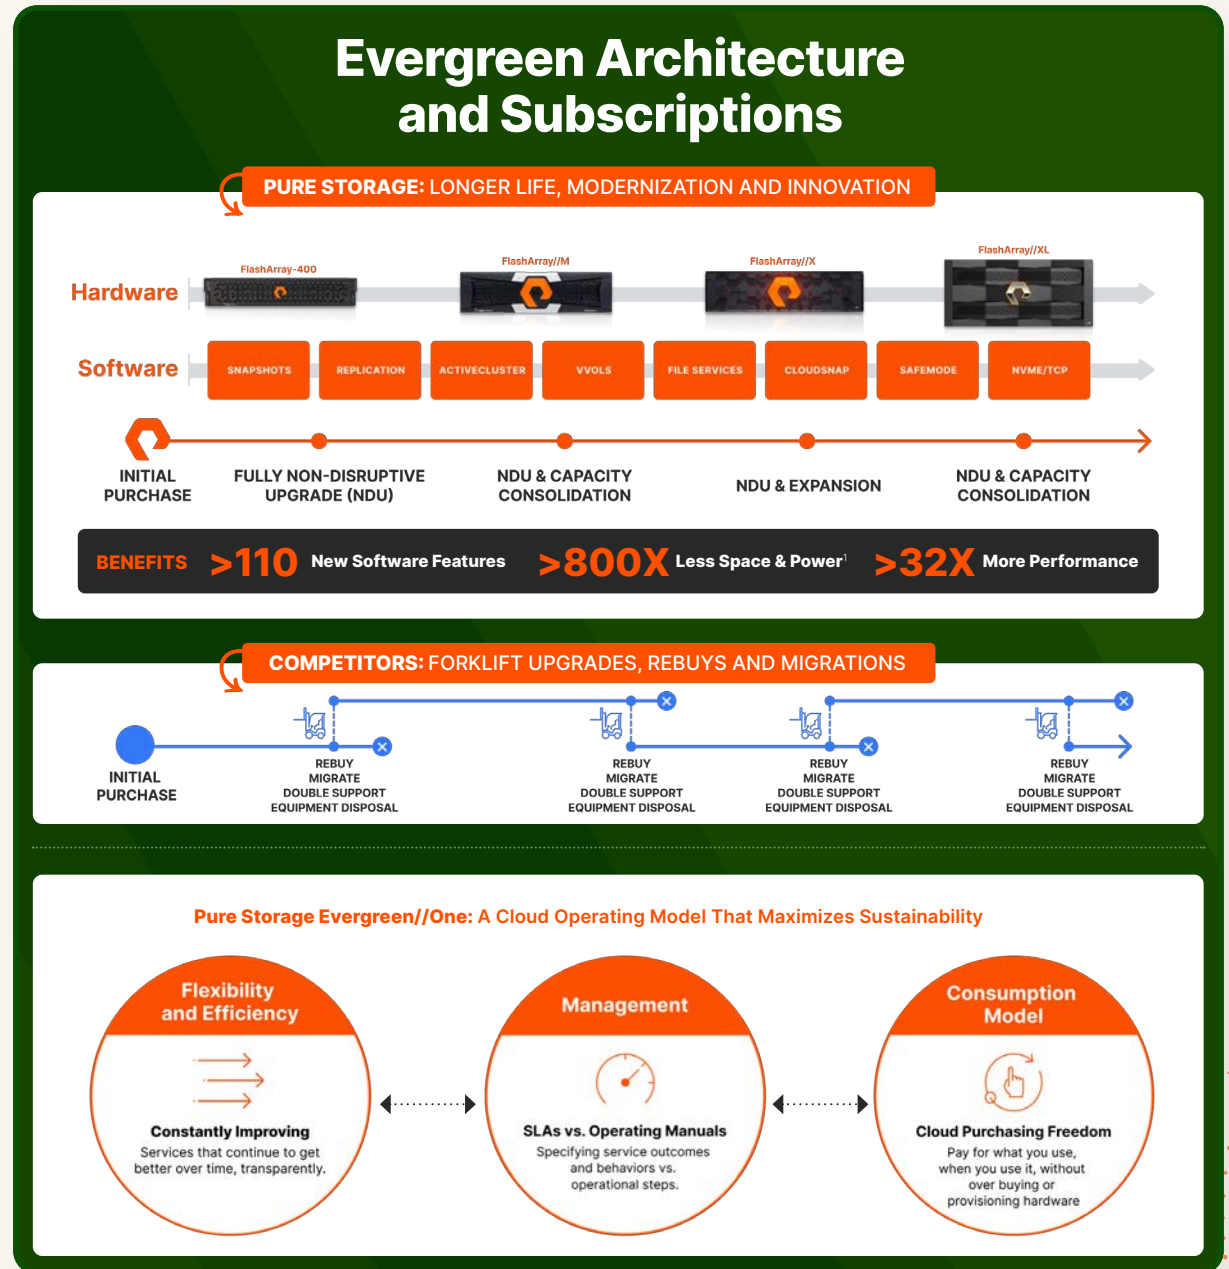 Evergreen Architecture
and Subscriptions
PURE STORAGE: LONGER LIFE, MODERNIZATION AND INNOVATION
Hardware
FlashArray-400
FlashArray//M
FlashArray//X
FlashArray//XL
Software
SNAPSHOTS
REPLICATION
ACTIVECLUSTER
VVOLS
FILE SERVICES
CLOUDSNAP
SAFEMODE
NVME/TCP
INITIAL
PURCHASE
FULLY NON-DISRUPTIVE
UPGRADE (NDU)
NDU & CAPACITY
CONSOLIDATION
NDU & EXPANSION
NDU & CAPACITY
CONSOLIDATION
BENEFITS >110 New Software Features >800X Less Space & Power¹ >32X More Performance
COMPETITORS: FORKLIFT UPGRADES, REBUYS AND MIGRATIONS
INITIAL
PURCHASE
REBUY
MIGRATE
DOUBLE SUPPORT
EQUIPMENT DISPOSAL
REBUY
MIGRATE
DOUBLE SUPPORT
EQUIPMENT DISPOSAL
REBUY
MIGRATE
DOUBLE SUPPORT
EQUIPMENT DISPOSAL
REBUY
MIGRATE
DOUBLE SUPPORT
EQUIPMENT DISPOSAL
Pure Storage Evergreen//One: A Cloud Operating Model That Maximizes Sustainability
Flexibility
and Efficiency
Constantly Improving
Services that continue to get
better over time, transparently.
Management
SLAs vs. Operating Manuals
Specifying service outcomes
and behaviors vs.
operational steps.
Consumption
Model
Cloud Purchasing Freedom
Pay for what you use,
when you use it, without
over buying or
provisioning hardware